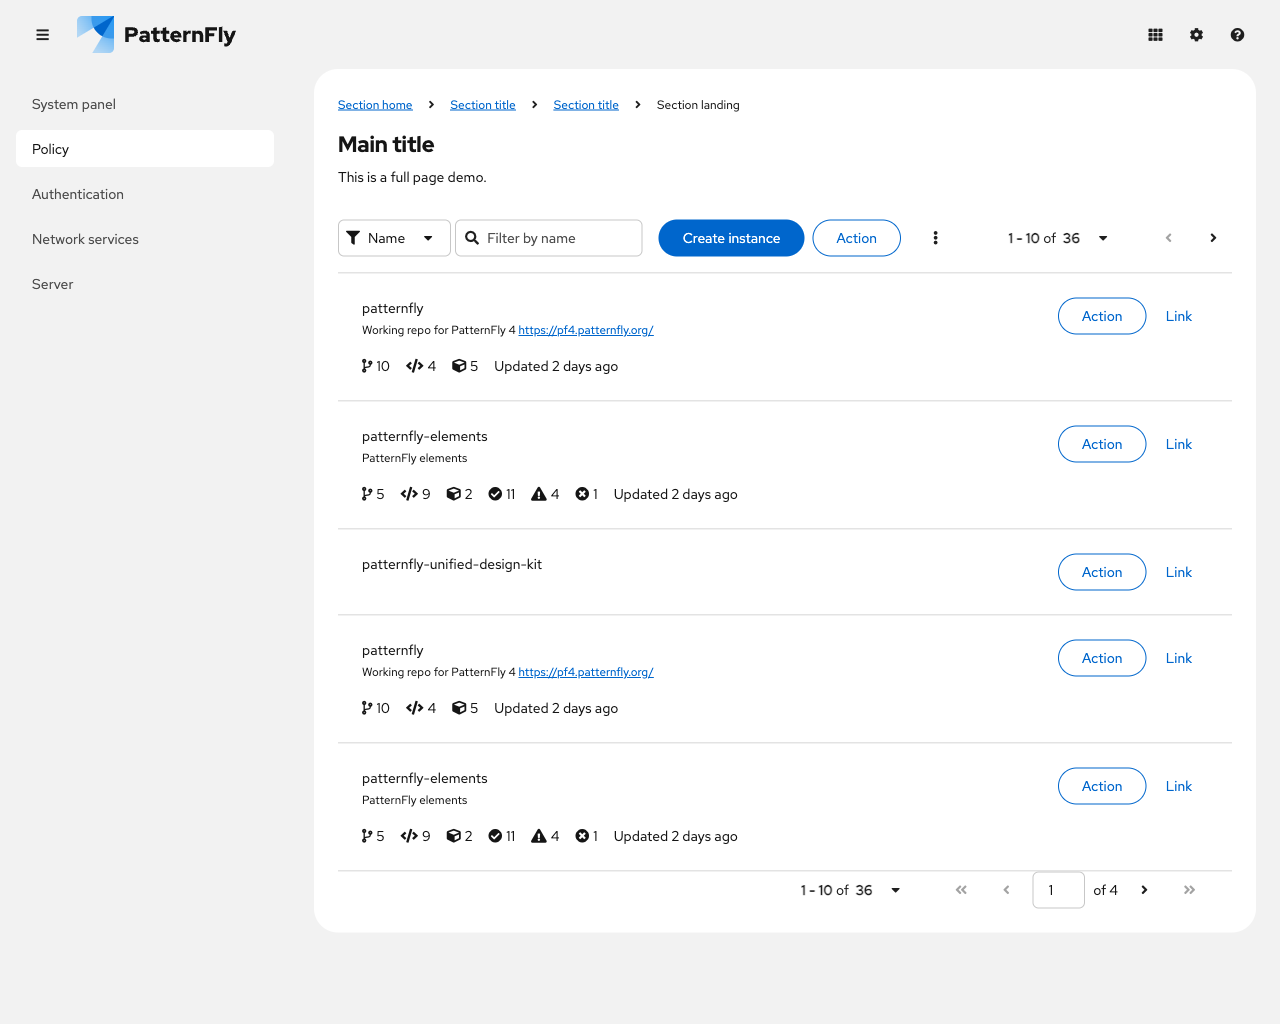 PatternFly
System panel
Policy
Authentication
Network services
Server
Section home Section title Section title Section landing
Main title
This is a full page demo.
Name Filter by name Create instance Action 1 - 10 of 36
patternfly
Working repo for PatternFly 4 https://pf4.patternfly.org/
10 4 5 Updated 2 days ago
Action Link
patternfly-elements
PatternFly elements
5 9 2 11 4 1 Updated 2 days ago
Action Link
patternfly-unified-design-kit
Action Link
patternfly
Working repo for PatternFly 4 https://pf4.patternfly.org/
10 4 5 Updated 2 days ago
Action Link
patternfly-elements
PatternFly elements
5 9 2 11 4 1 Updated 2 days ago
Action Link
1 - 10 of 36 1 of 4